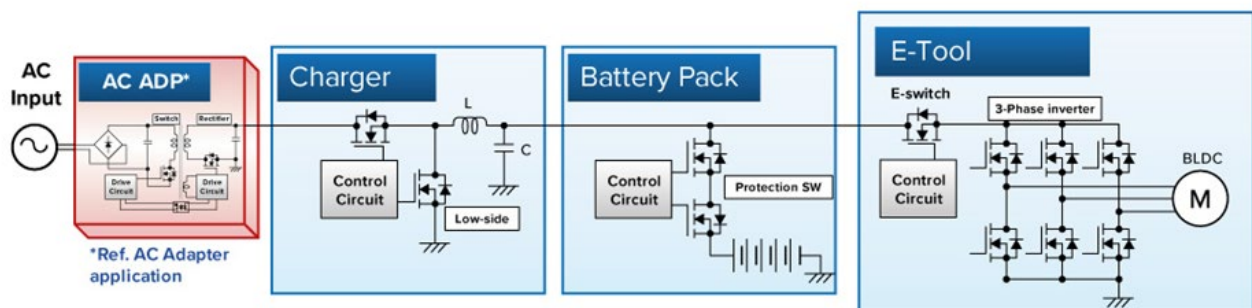 AC
Input
AC ADP*
Switch
Rectifier
Drive
Circuit
Drive
Circuit
*Ref. AC Adapter
application
Charger
L
C
Control
Circuit
Low-side
Battery Pack
Control
Circuit
Protection SW
E-Tool
E-switch
3-Phase inverter
Control
Circuit
BLDC
M